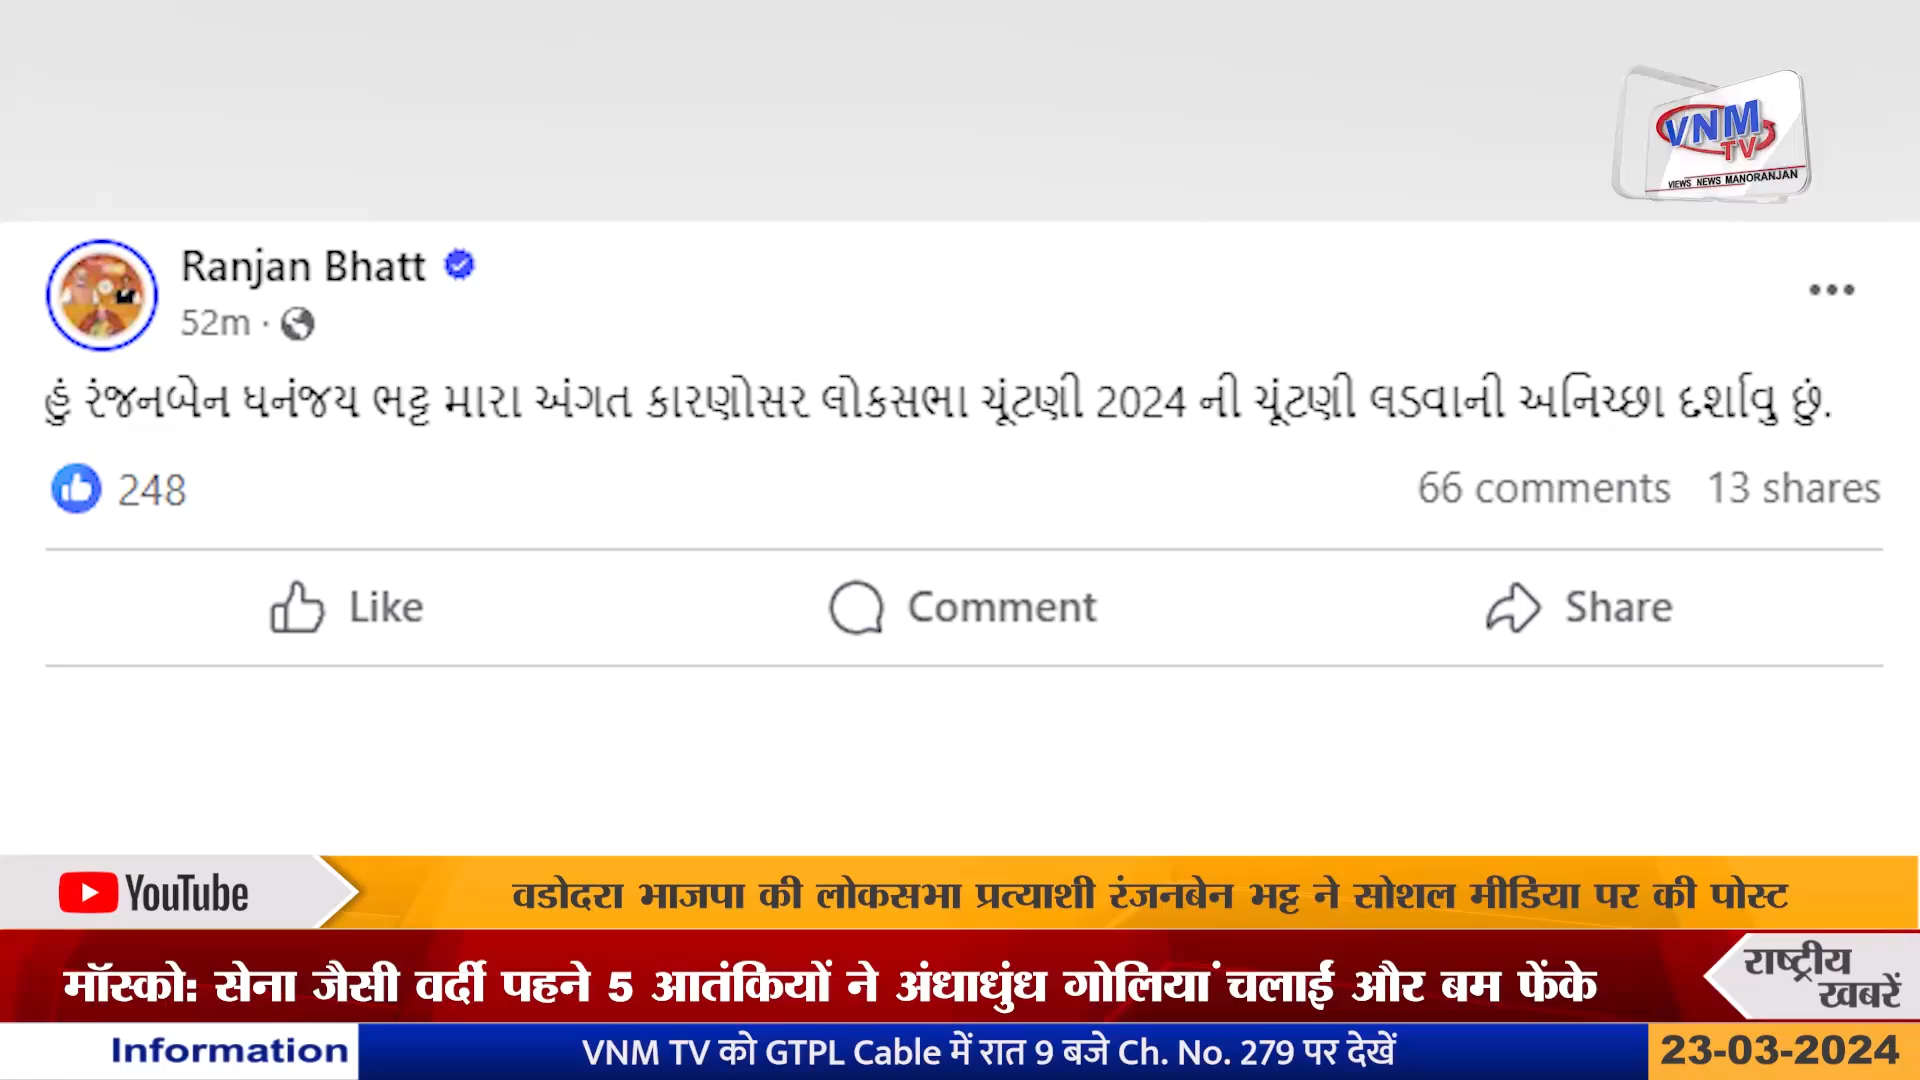 VNM
TV
VIEWS NEWS MANORANJAN
Ranjan Bhatt
52m ·
હું રંજનબેન ધનંજય ભટ્ટ મારા અંગત કારણોસર લોકસભા ચૂંટણી 2024 ની ચૂંટણી લડવાની અનિચ્છા દર્શાવુ છું.
248
66 comments 13 shares
Like Comment Share
YouTube
वडोदरा भाजपा की लोकसभा प्रत्याशी रंजनबेन भट्ट ने सोशल मीडिया पर की पोस्ट
मॉस्को: सेना जैसी वर्दी पहने 5 आतंकियों ने अंधाधुंध गोलियां चलाईं और बम फेंके
राष्ट्रीय
खबरें
Information
VNM TV को GTPL Cable में रात 9 बजे Ch. No. 279 पर देखें
23-03-2024